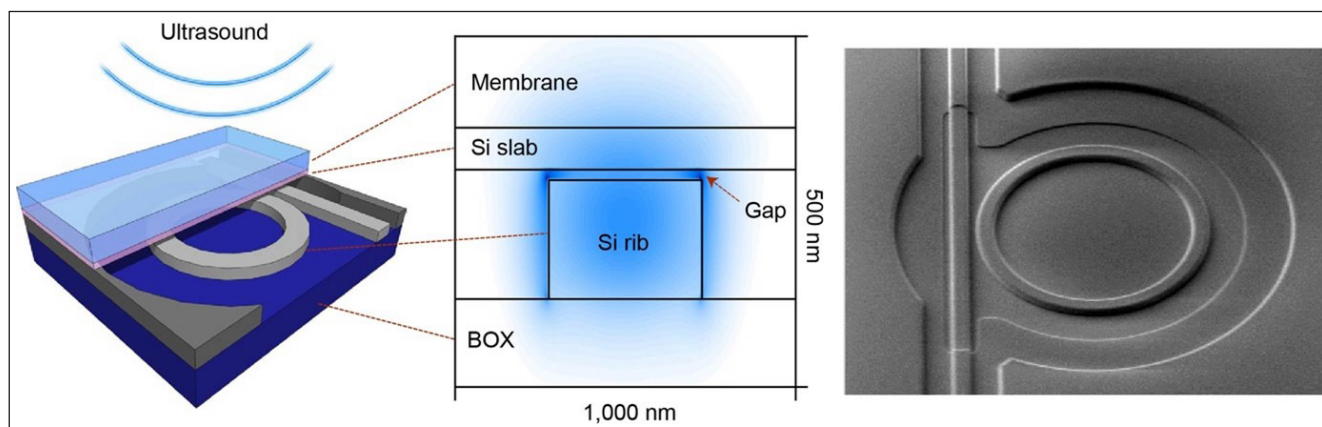 Ultrasound
Membrane
Si slab
Gap
Si rib
BOX
500 nm
1,000 nm